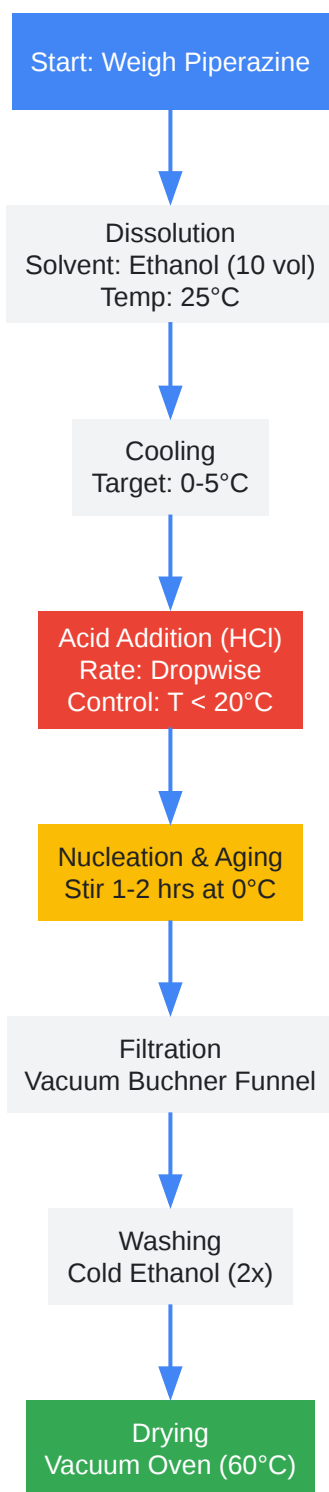 Start: Weigh Piperazine
Dissolution
Solvent: Ethanol (10 vol)
Temp: 25°C
Cooling
Target: 0-5°C
Acid Addition (HCl)
Rate: Dropwise
Control: T < 20°C
Nucleation & Aging
Stir 1-2 hrs at 0°C
Filtration
Vacuum Buchner Funnel
Washing
Cold Ethanol (2x)
Drying
Vacuum Oven (60°C)